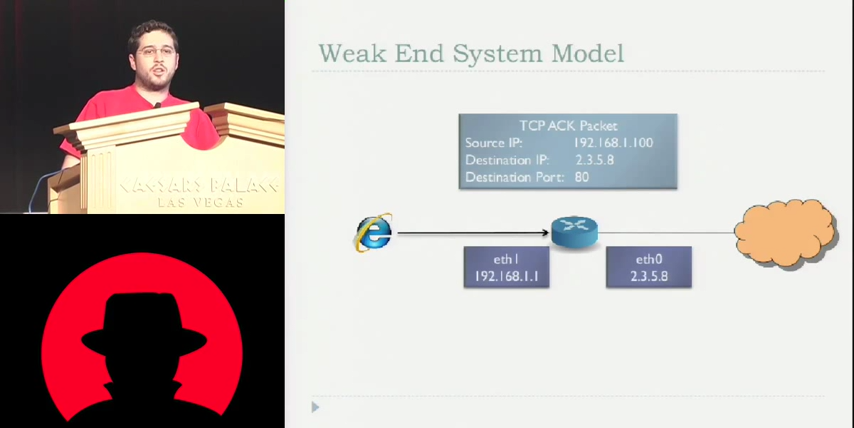 Weak End System Model
TCP ACK Packet
Source IP: 192.168.1.100
Destination IP: 2.3.5.8
Destination Port: 80
eth1
192.168.1.1
eth0
2.3.5.8
CAESARS PALACE
LAS VEGAS